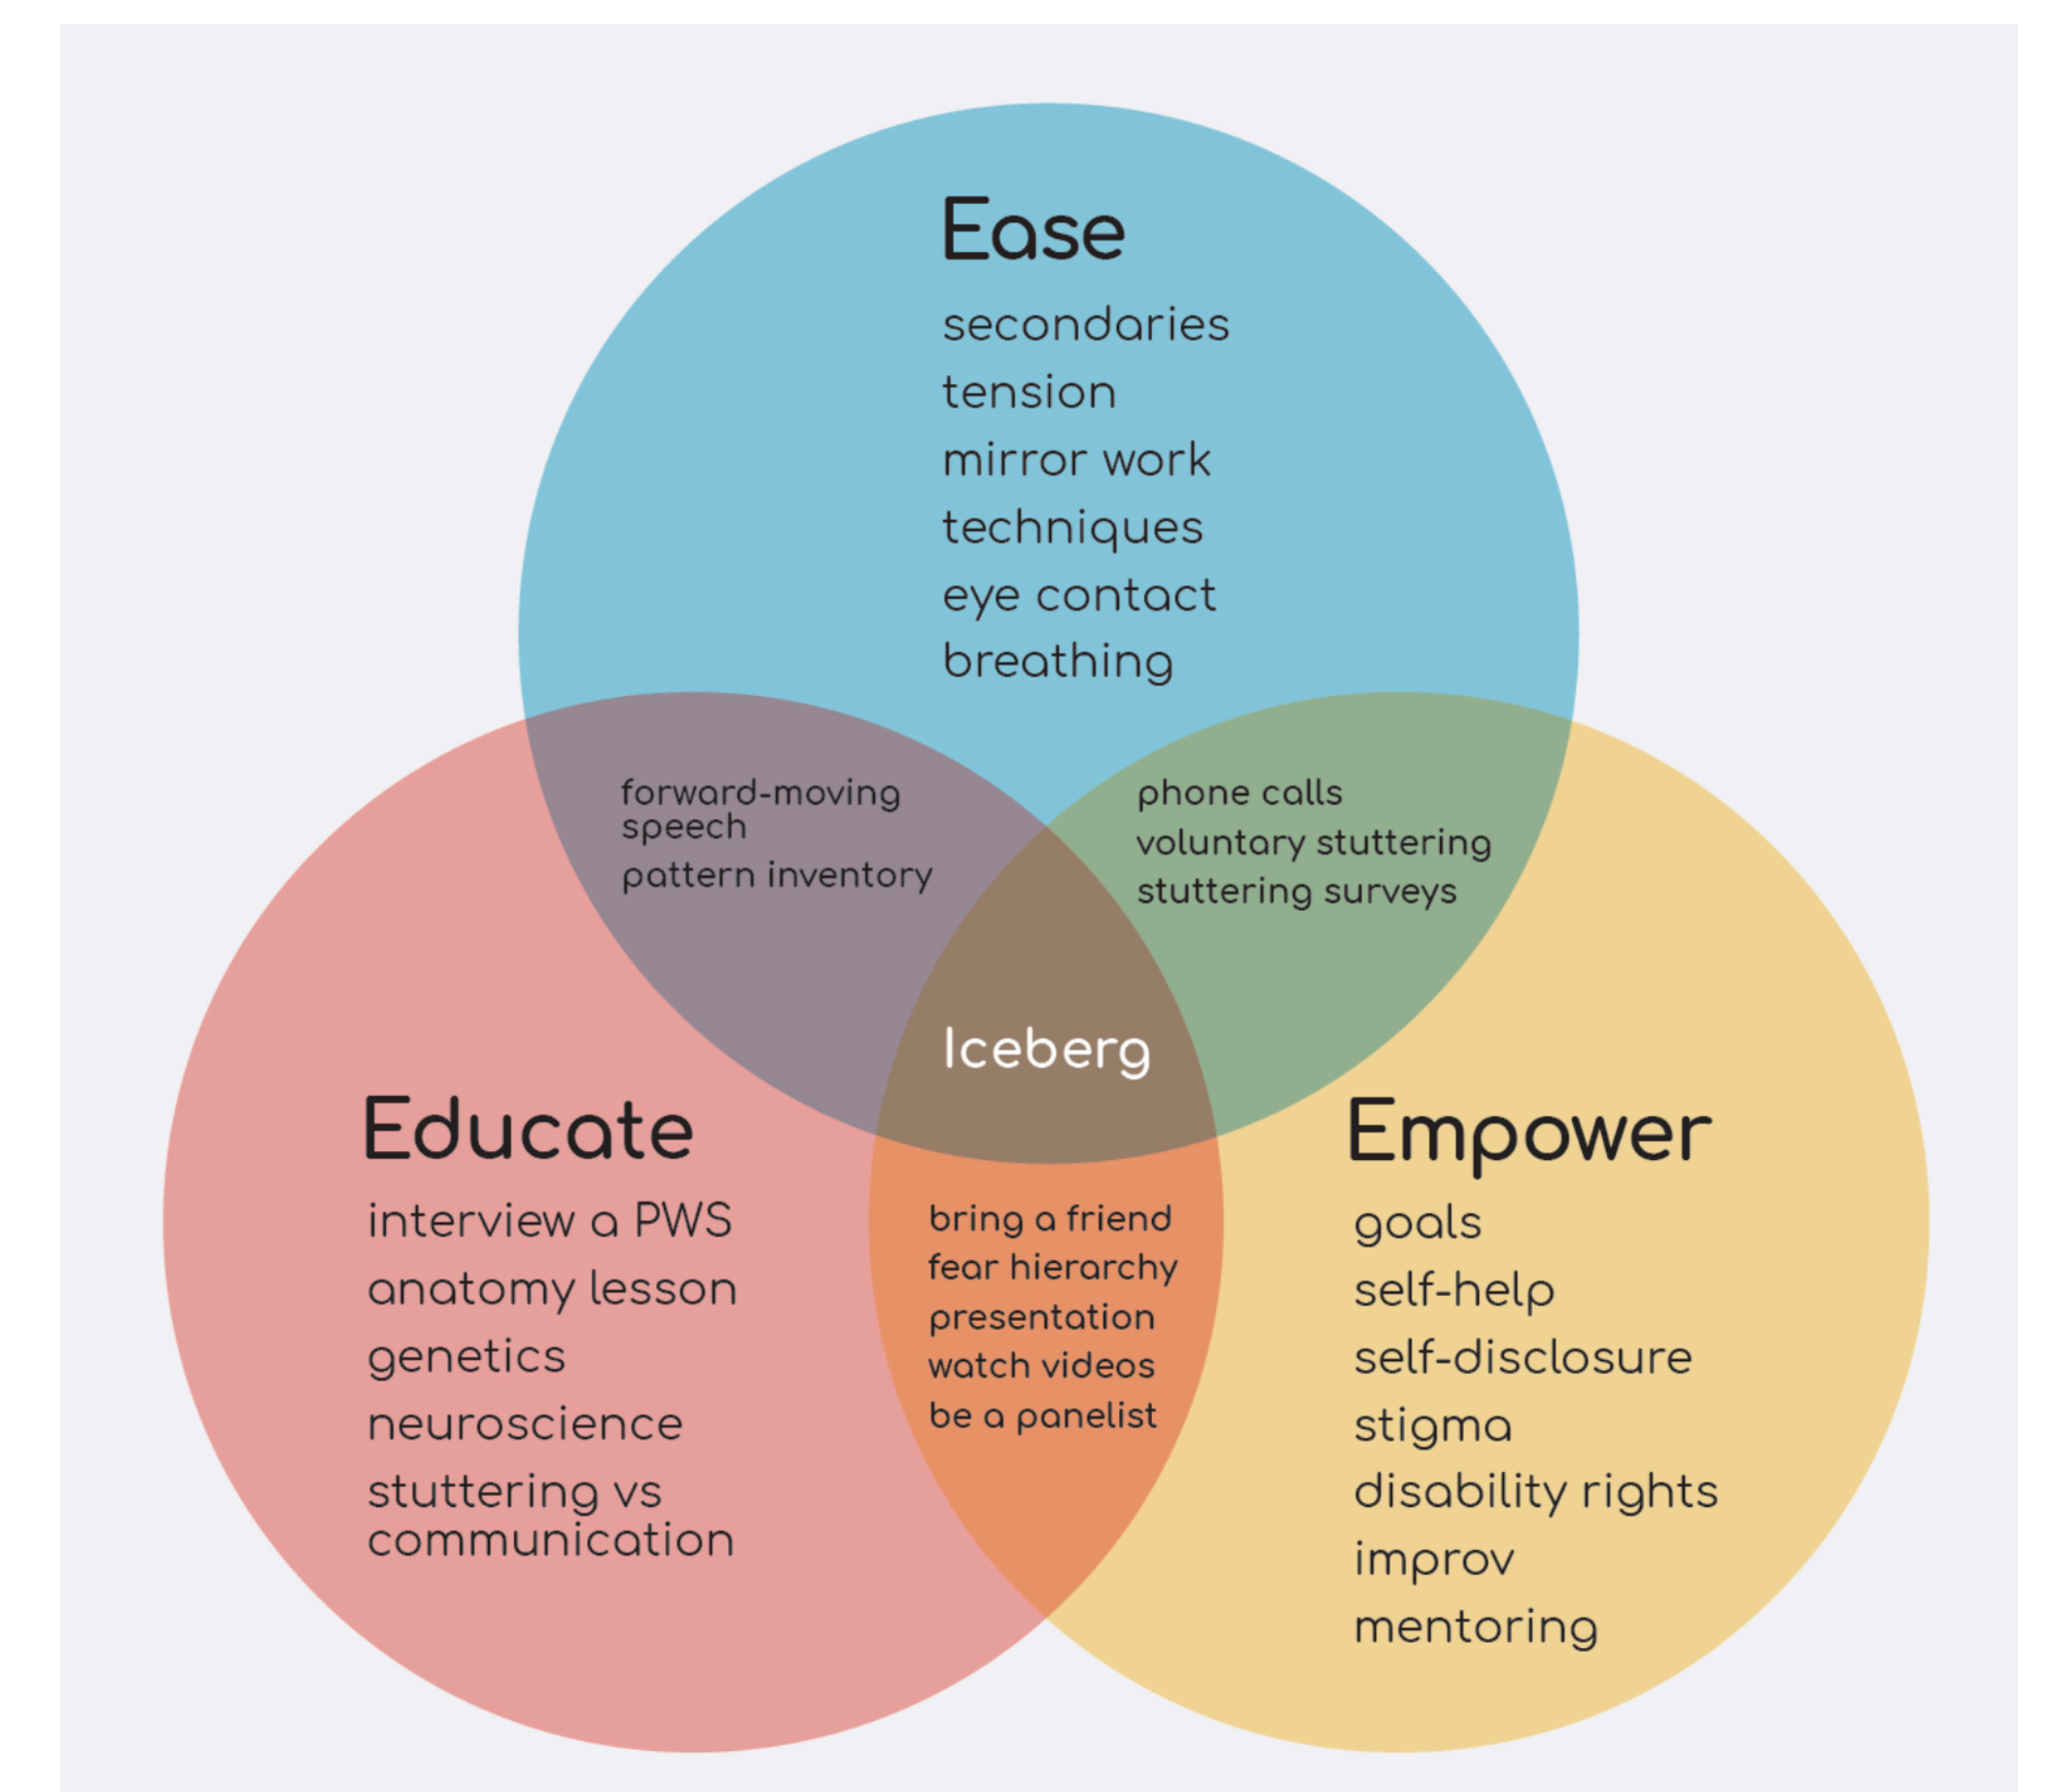 Ease
secondaries
tension
mirror work
techniques
eye contact
breathing
forward-moving
speech
pattern inventory
phone calls
voluntary stuttering
stuttering surveys
Iceberg
Educate
interview a PWS
anatomy lesson
genetics
neuroscience
stuttering vs
communication
bring a friend
fear hierarchy
presentation
watch videos
be a panelist
Empower
goals
self-help
self-disclosure
stigma
disability rights
improv
mentoring